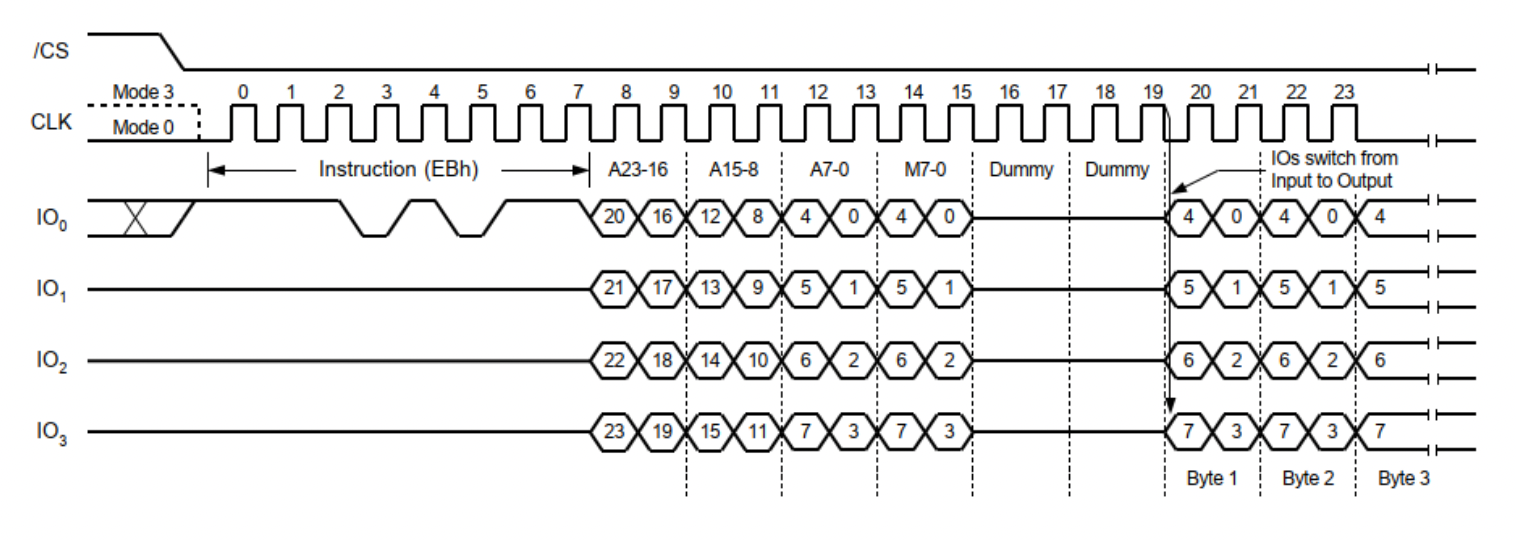 /CS
Mode 3 0 1 2 3 4 5 6 7 8 9 10 11 12 13 14 15 16 17 18 19 20 21 22 23
CLK
Mode 0
Instruction (EBh) A23-16 A15-8 A7-0 M7-0 Dummy Dummy
IOs switch from
Input to Output
IO0 20 16 12 8 4 0 4 0 4 0 4 0 4
IO1 21 17 13 9 5 1 5 1 5 1 5 1 5
IO2 22 18 14 10 6 2 6 2 6 2 6 2 6
IO3 23 19 15 11 7 3 7 3 7 3 7 3 7
Byte 1 Byte 2 Byte 3